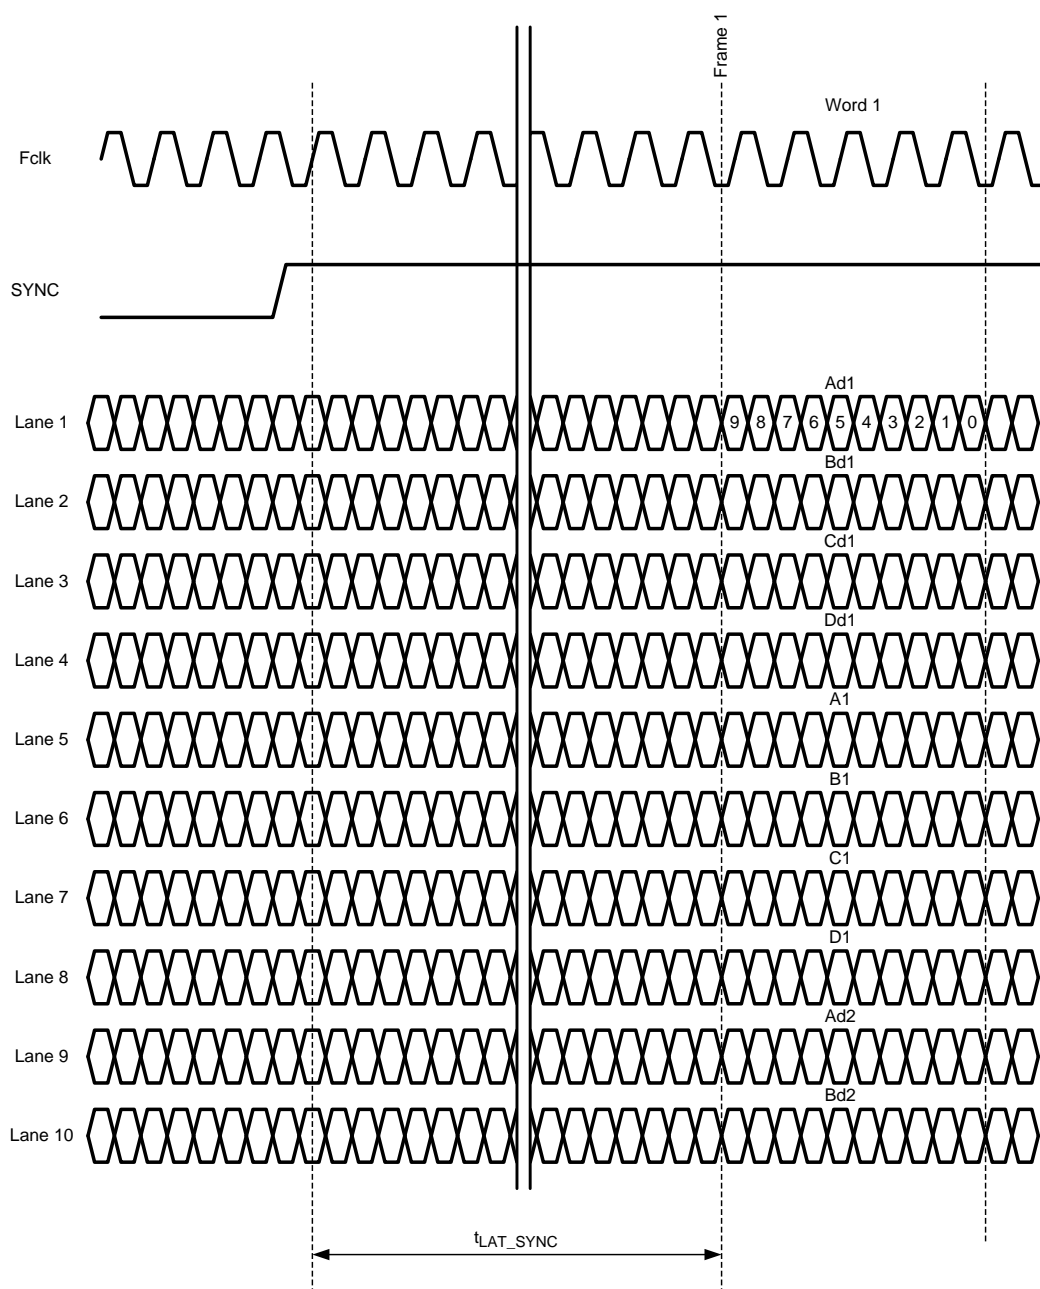 Frame 1
Word 1
Fclk
SYNC
Ad1
Lane 1
9 8 7 6 5 4 3 2 1 0
Bd1
Lane 2
Cd1
Lane 3
Dd1
Lane 4
A1
Lane 5
B1
Lane 6
C1
Lane 7
D1
Lane 8
Ad2
Lane 9
Bd2
Lane 10
tLAT_SYNC